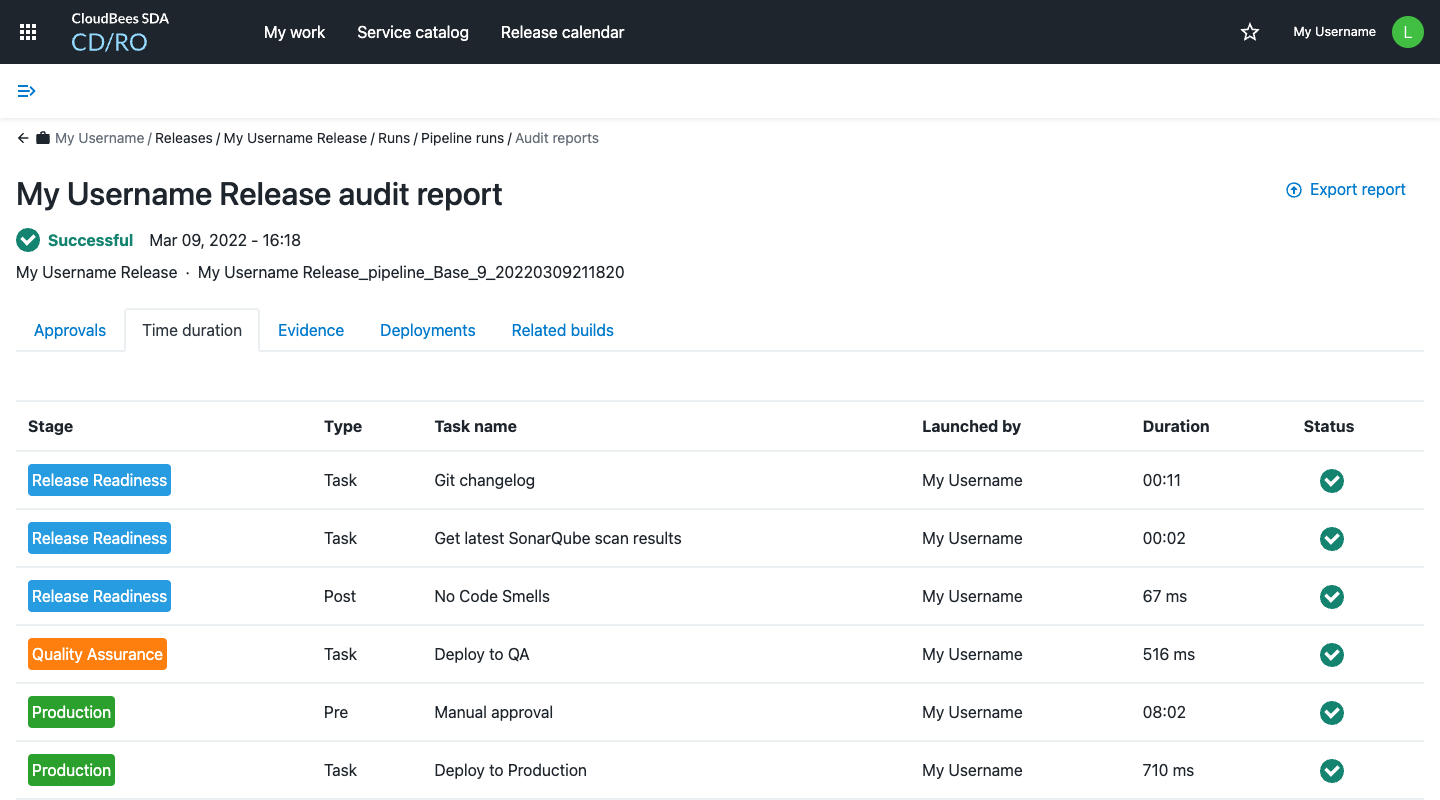 CloudBees SDA
CD/RO
My work Service catalog Release calendar
My Username L
My Username / Releases / My Username Release / Runs / Pipeline runs / Audit reports
My Username Release audit report
Export report
Successful Mar 09, 2022 - 16:18
My Username Release · My Username Release_pipeline_Base_9_20220309211820
Approvals Time duration Evidence Deployments Related builds
Stage Type Task name Launched by Duration Status
Release Readiness Task Git changelog My Username 00:11
Release Readiness Task Get latest SonarQube scan results My Username 00:02
Release Readiness Post No Code Smells My Username 67 ms
Quality Assurance Task Deploy to QA My Username 516 ms
Production Pre Manual approval My Username 08:02
Production Task Deploy to Production My Username 710 ms